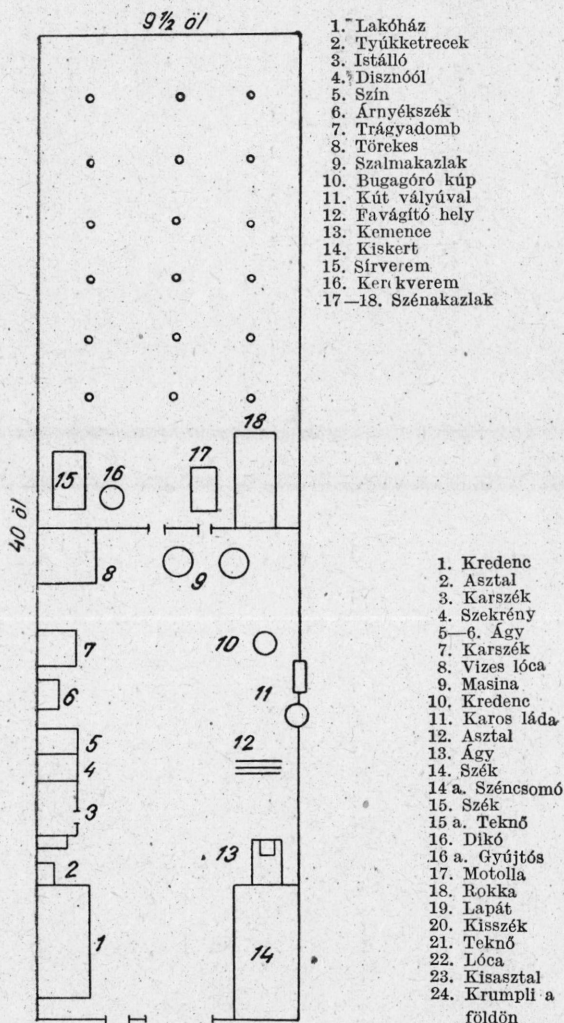 9½ öl
40 öl
18
17
15
16
8
9
7
10
6
11
5
4
12
3
13
2
1
14
1. Lakóház
2. Tyúkketrecek
3. Istálló
4. Disznóól
5. Szín
6. Árnyékszék
7. Trágyadomb
8. Törekes
9. Szalmakazlak
10. Bugagóró kúp
11. Kút vályúval
12. Favágító hely
13. Kemence
14. Kiskert
15. Sírverem
16. Kerekverem
17—18. Szénakazlak
1. Kredenc
2. Asztal
3. Karszék
4. Szekrény
5—6. Ágy
7. Karszék
8. Vizes lóca
9. Masina
10. Kredenc
11. Karos láda
12. Asztal
13. Ágy
14. Szék
14 a. Széncsomó
15. Szék
15 a. Teknő
16. Dikó
16 a. Gyújtós
17. Motolla
18. Rokka
19. Lapát
20. Kisszék
21. Teknő
22. Lóca
23. Kisasztal
24. Krumpli a
földön